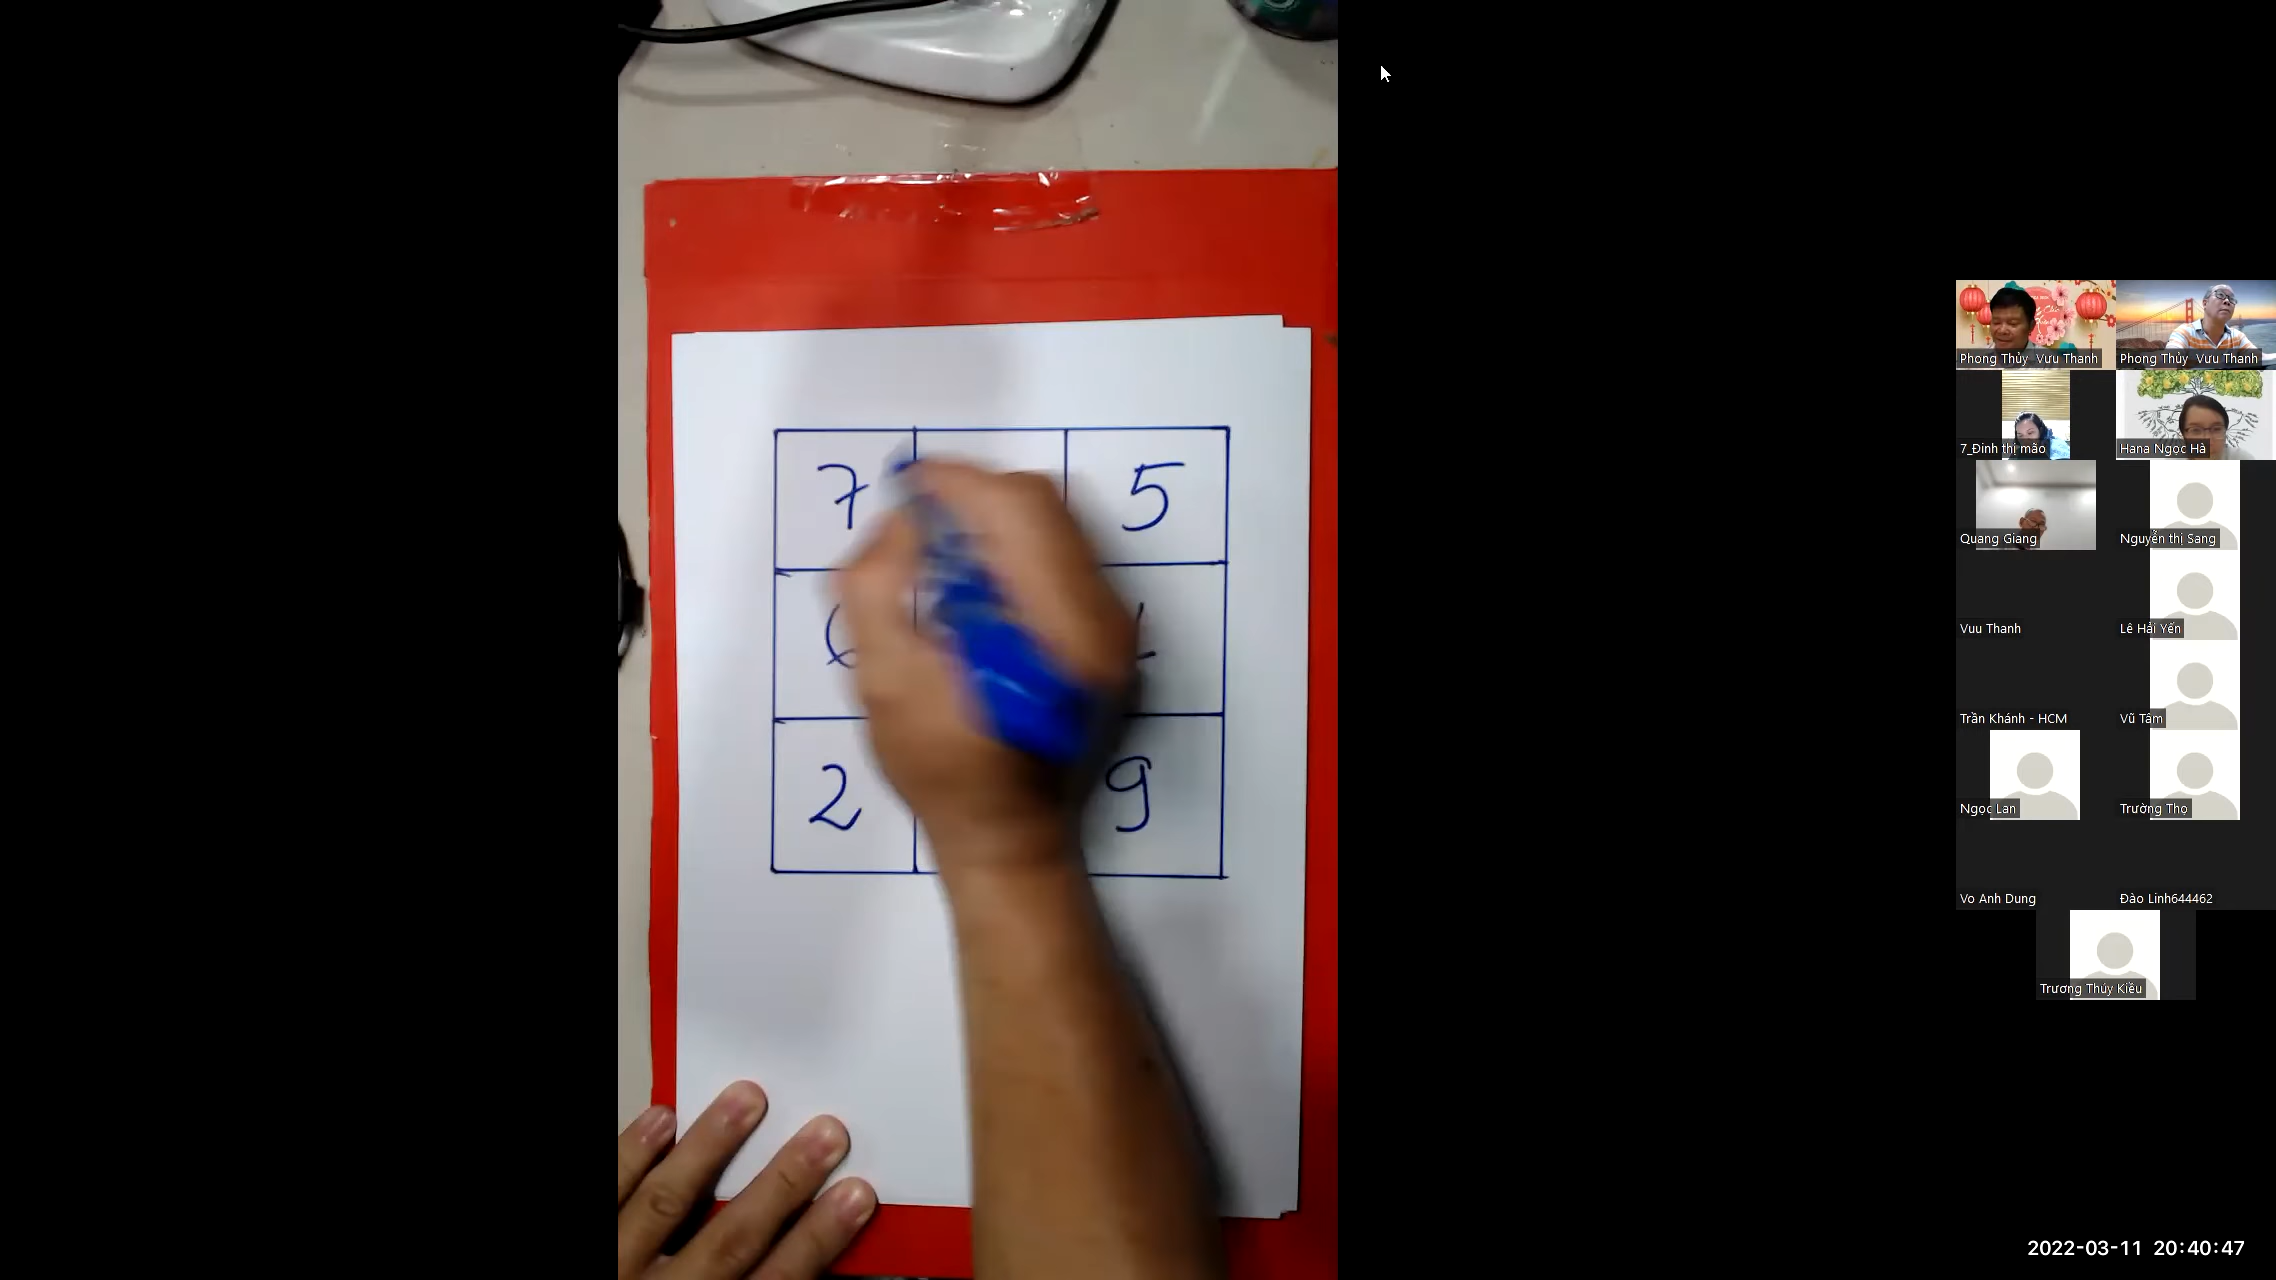 7 5
2 9
Phong Thủy Vưu Thanh
Phong Thủy Vưu Thanh
7_Đinh thị mão
Hana Ngọc Hà
Quang Giang
Nguyễn thị Sang
Vuu Thanh
Lê Hải Yến
Trần Khánh - HCM
Vũ Tâm
Ngọc Lan
Trường Thọ
Vo Anh Dung
Đào Linh644462
Trương Thúy Kiều
2022-03-11 20:40:47